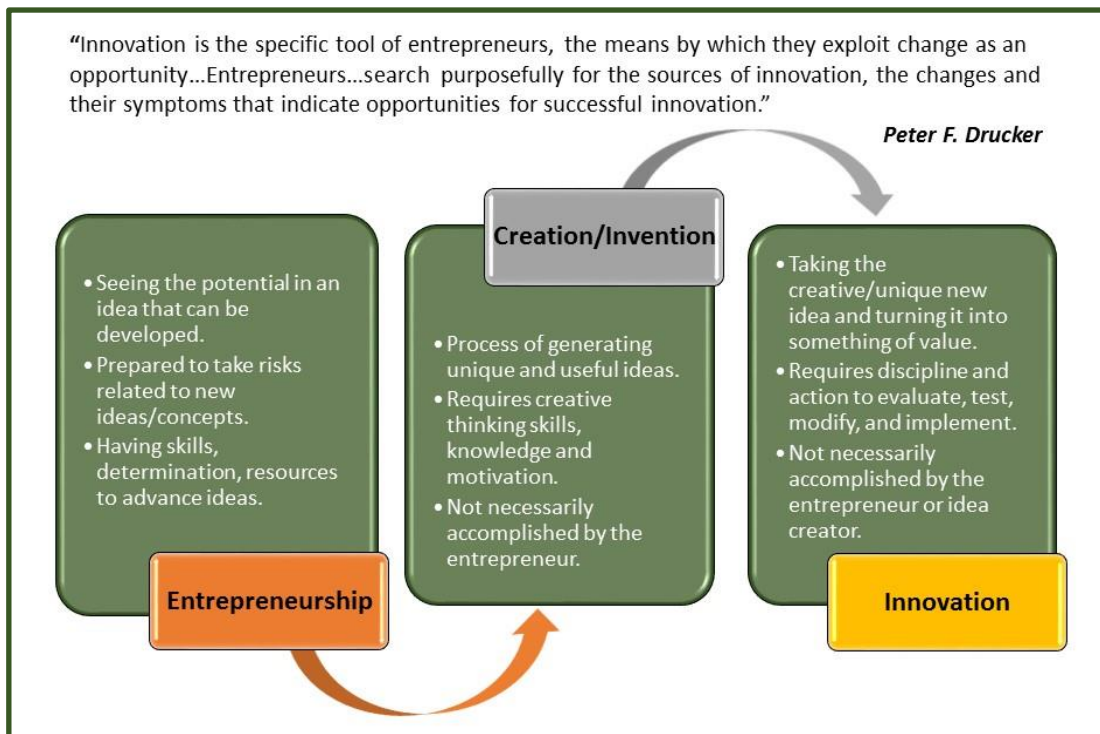 “Innovation is the specific tool of entrepreneurs, the means by which they exploit change as an
opportunity...Entrepreneurs...search purposefully for the sources of innovation, the changes and
their symptoms that indicate opportunities for successful innovation.”
Peter F. Drucker
• Seeing the potential in an
idea that can be
developed.
• Prepared to take risks
related to new
ideas/concepts.
• Having skills,
determination, resources
to advance ideas.
Entrepreneurship
Creation/Invention
• Process of generating
unique and useful ideas.
• Requires creative
thinking skills,
knowledge and
motivation.
• Not necessarily
accomplished by the
entrepreneur.
• Taking the
creative/unique new
idea and turning it into
something of value.
• Requires discipline and
action to evaluate, test,
modify, and implement.
• Not necessarily
accomplished by the
entrepreneur or idea
creator.
Innovation